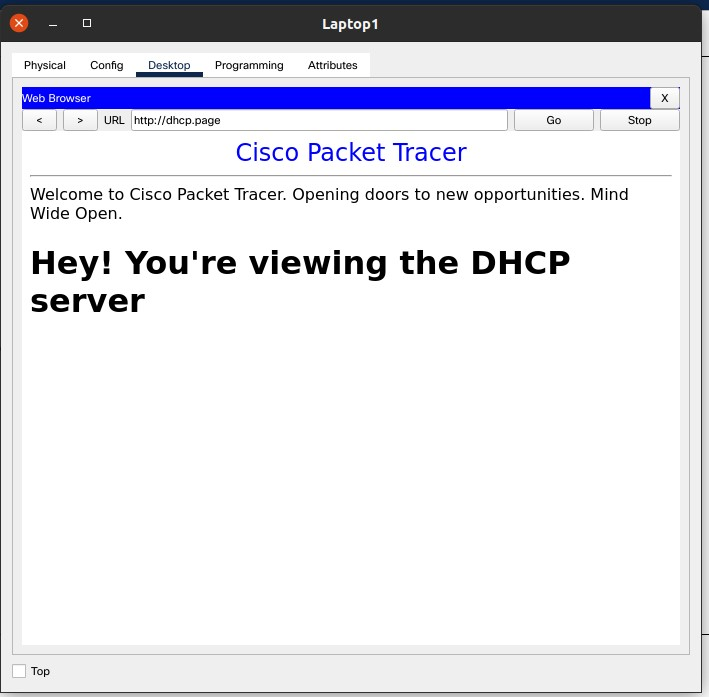 Laptop1
Physical Config Desktop Programming Attributes
Web Browser X
< > URL http://dhcp.page Go Stop
Cisco Packet Tracer
Welcome to Cisco Packet Tracer. Opening doors to new opportunities. Mind
Wide Open.
Hey! You're viewing the DHCP
server
Top